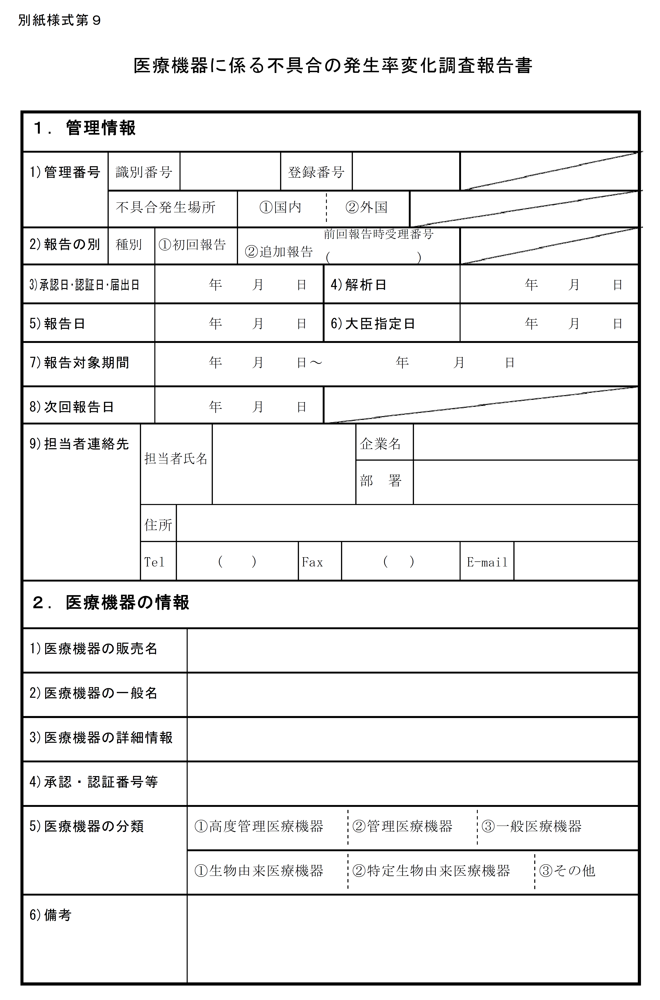 別紙様式第９
医療機器に係る不具合の発生率変化調査報告書
１．管理情報
1)管理番号 識別番号 登録番号
不具合発生場所 ①国内 ②外国
2)報告の別 種別 ①初回報告 ②追加報告 前回報告時受理番号
( )
3)承認日・認証日・届出日 年 月 日 4)解析日 年 月 日
5)報告日 年 月 日 6)大臣指定日 年 月 日
7)報告対象期間 年 月 日～ 年 月 日
8)次回報告日 年 月 日
9)担当者連絡先 担当者氏名 企業名
部 署
住所
Tel ( ) Fax ( ) E-mail
２．医療機器の情報
1)医療機器の販売名
2)医療機器の一般名
3)医療機器の詳細情報
4)承認・認証番号等
5)医療機器の分類 ①高度管理医療機器 ②管理医療機器 ③一般医療機器
①生物由来医療機器 ②特定生物由来医療機器 ③その他
6)備考